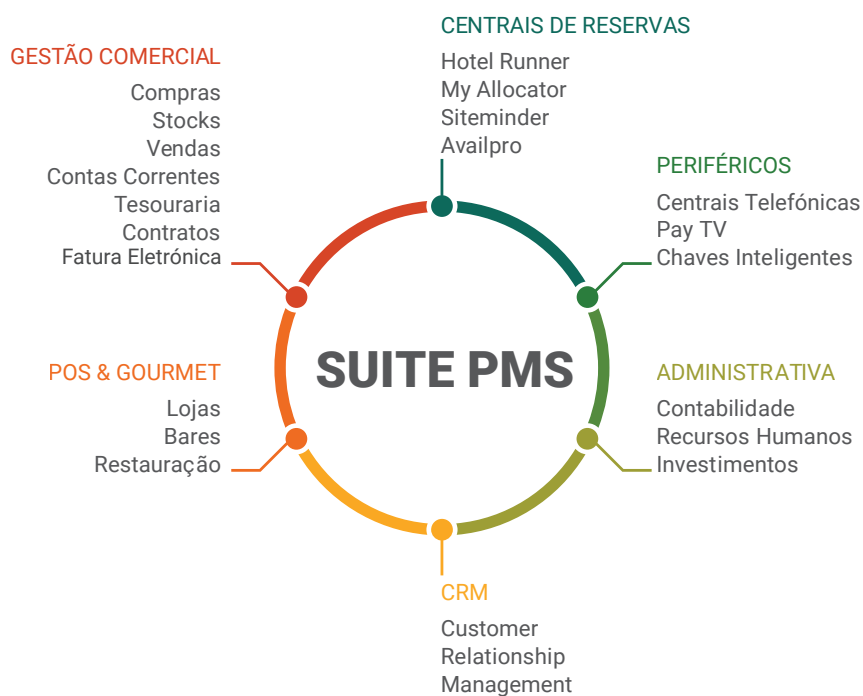 CENTRAIS DE RESERVAS
Hotel Runner
My Allocator
Siteminder
Availpro
GESTÃO COMERCIAL
Compras
Stocks
Vendas
Contas Correntes
Tesouraria
Contratos
Fatura Eletrónica
PERIFÉRICOS
Centrais Telefónicas
Pay TV
Chaves Inteligentes
SUITE PMS
POS & GOURMET
Lojas
Bares
Restauração
ADMINISTRATIVA
Contabilidade
Recursos Humanos
Investimentos
CRM
Customer
Relationship
Management